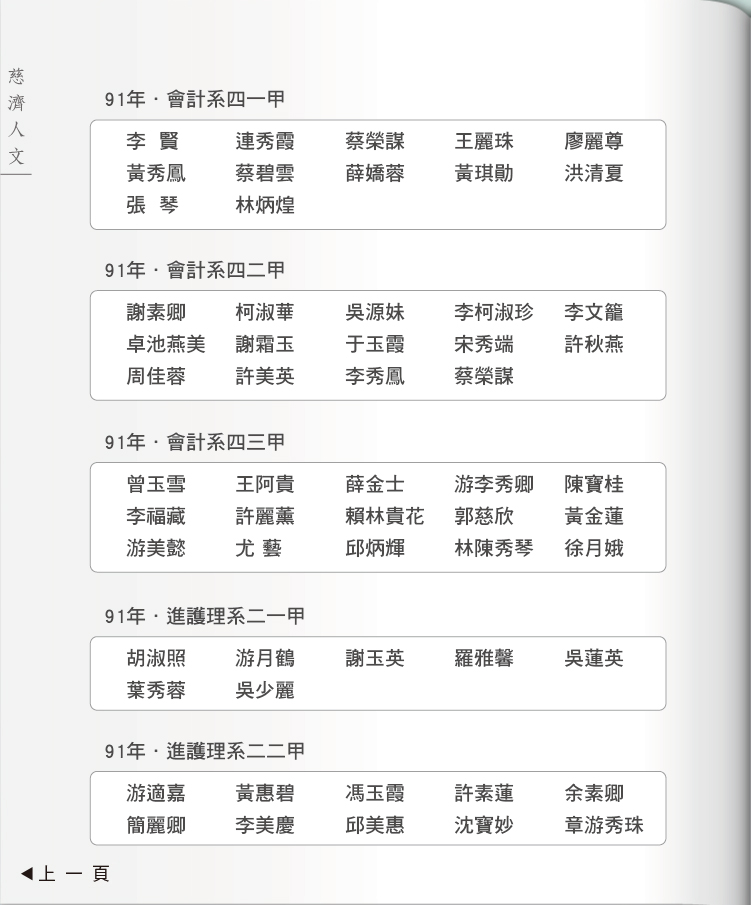 慈濟人文
91年·會計系四一甲
李 賢 連秀霞 蔡榮謀 王麗珠 廖麗尊
黃秀鳳 蔡碧雲 薛嬌蓉 黃琪勛 洪清夏
張 琴 林炳煌
91年·會計系四二甲
謝素卿 柯淑華 吳源妹 李柯淑珍 李文籠
卓池燕美 謝霜玉 于玉霞 宋秀端 許秋燕
周佳蓉 許美英 李秀鳳 蔡榮謀
91年·會計系四三甲
曾玉雪 王阿貴 薛金士 游李秀卿 陳寶桂
李福藏 許麗薰 賴林貴花 郭慈欣 黃金蓮
游美懿 尤 藝 邱炳輝 林陳秀琴 徐月娥
91年·進護理系二一甲
胡淑照 游月鶴 謝玉英 羅雅馨 吳蓮英
葉秀蓉 吳少麗
91年·進護理系二二甲
游適嘉 黃惠碧 馮玉霞 許素蓮 余素卿
簡麗卿 李美慶 邱美惠 沈寶妙 章游秀珠
◀上一頁